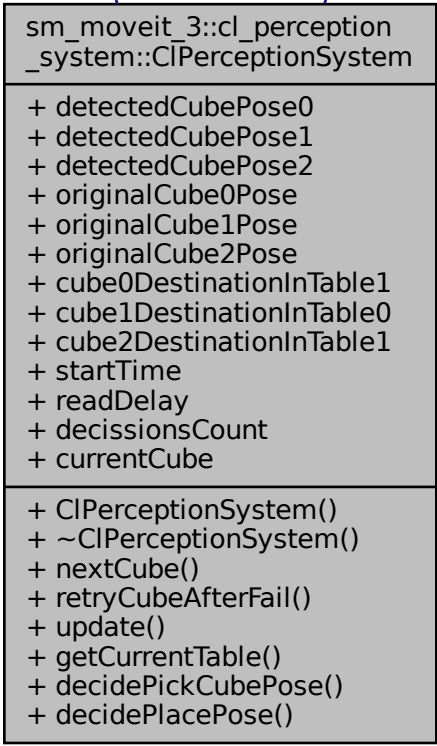 sm_moveit_3::cl_perception
_system::ClPerceptionSystem
+ detectedCubePose0
+ detectedCubePose1
+ detectedCubePose2
+ originalCube0Pose
+ originalCube1Pose
+ originalCube2Pose
+ cube0DestinationInTable1
+ cube1DestinationInTable0
+ cube2DestinationInTable1
+ startTime
+ readDelay
+ decissionsCount
+ currentCube
+ ClPerceptionSystem()
+ ~ClPerceptionSystem()
+ nextCube()
+ retryCubeAfterFail()
+ update()
+ getCurrentTable()
+ decidePickCubePose()
+ decidePlacePose()